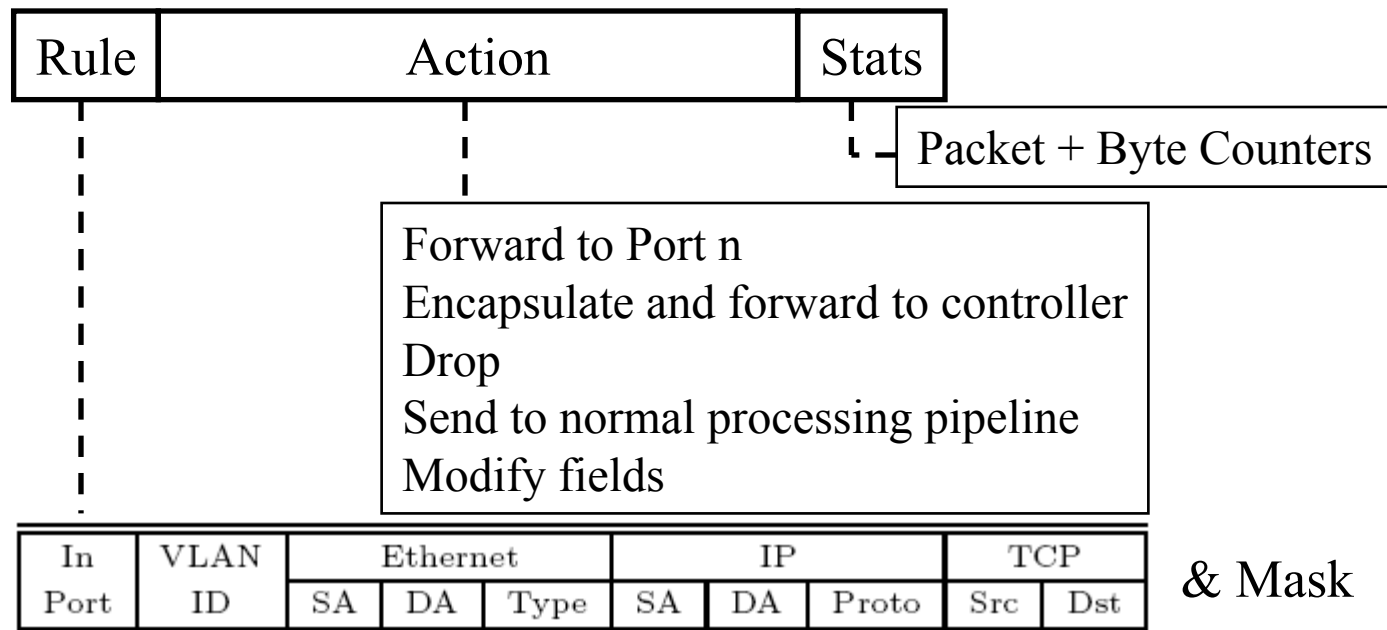 Rule Action Stats
Packet + Byte Counters
Forward to Port n
Encapsulate and forward to controller
Drop
Send to normal processing pipeline
Modify fields
In Port VLAN ID Ethernet IP TCP
SA DA Type SA DA Proto Src Dst
& Mask